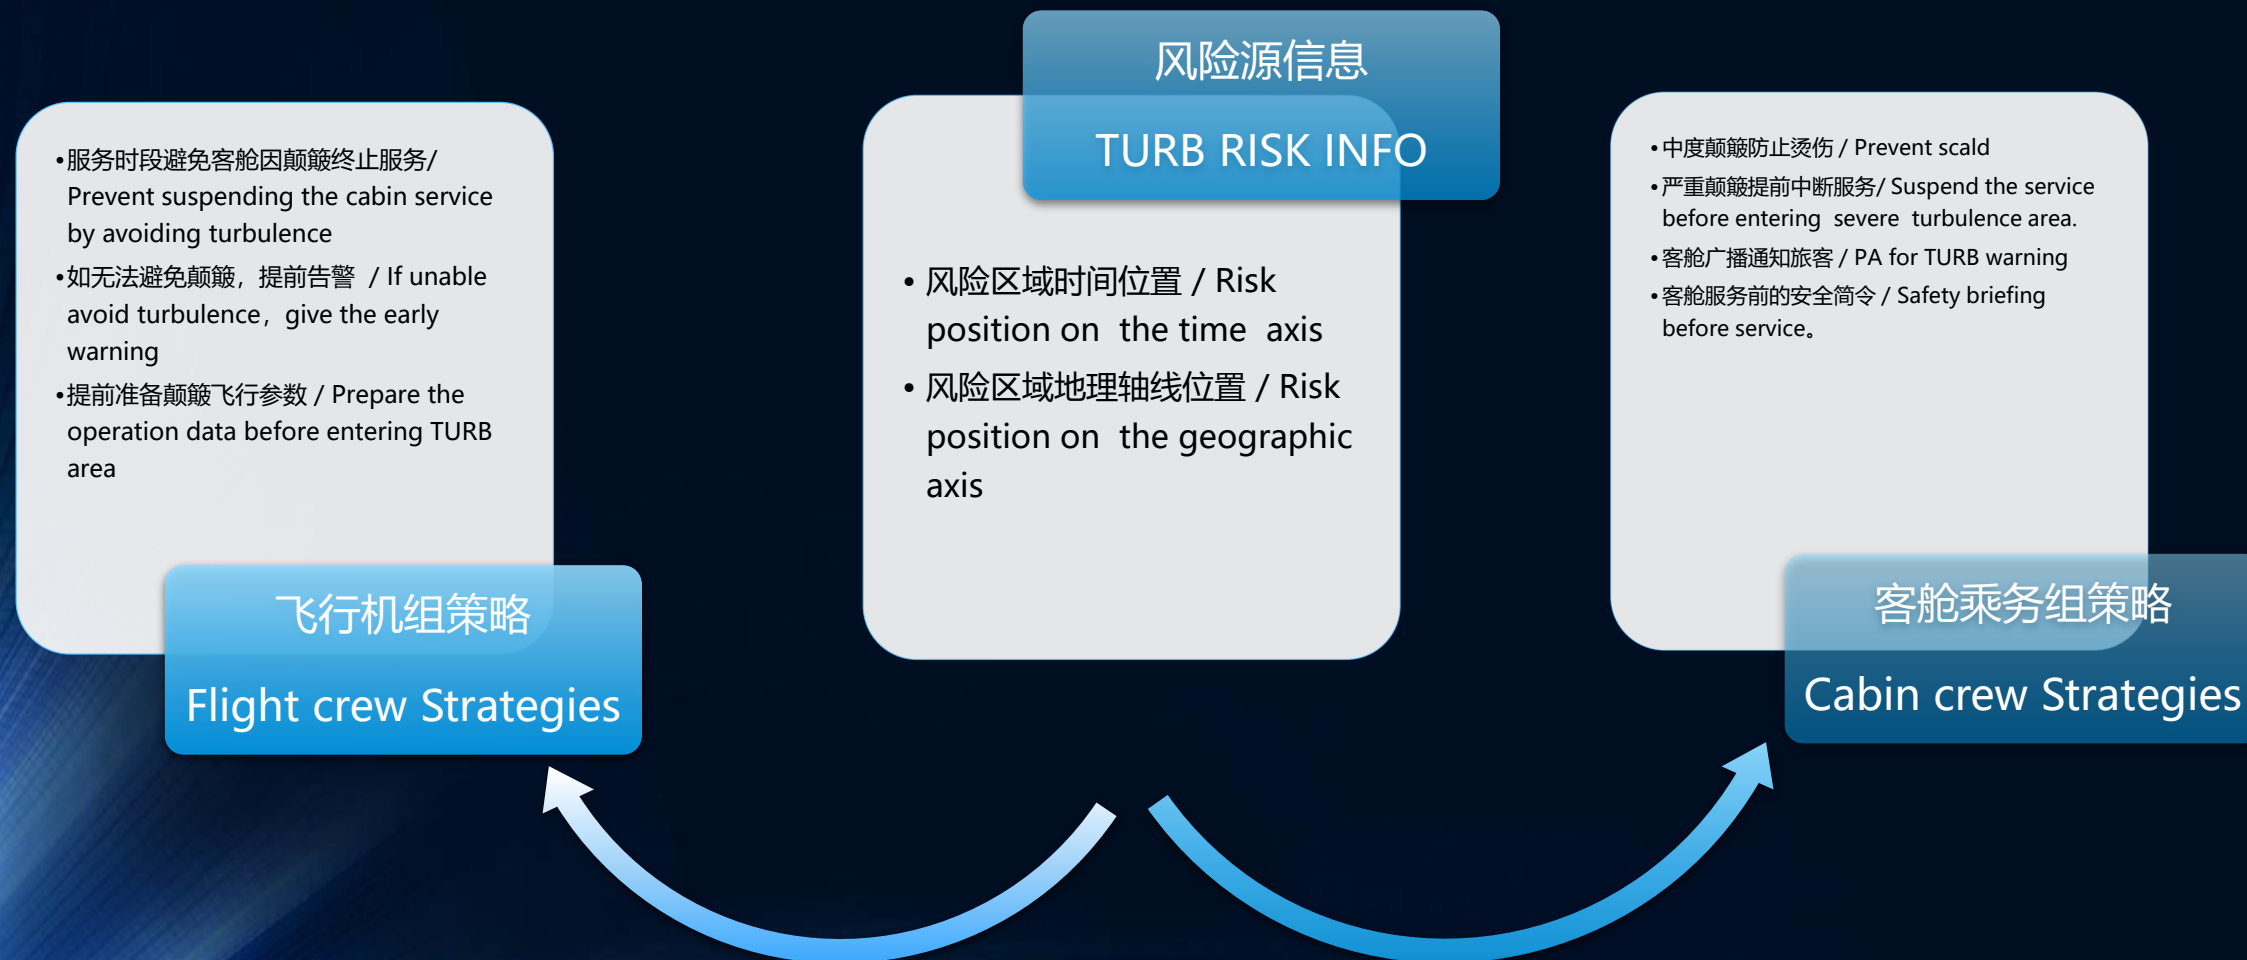 •服务时段避免客舱因颠簸终止服务/
Prevent suspending the cabin service
by avoiding turbulence
•如无法避免颠簸，提前告警 / If unable
avoid turbulence，give the early
warning
•提前准备颠簸飞行参数 / Prepare the
operation data before entering TURB
area
飞行机组策略
Flight crew Strategies
风险源信息
TURB RISK INFO
• 风险区域时间位置 / Risk
position on the time axis
• 风险区域地理轴线位置 / Risk
position on the geographic
axis
•中度颠簸防止烫伤 / Prevent scald
•严重颠簸提前中断服务/ Suspend the service
before entering severe turbulence area.
•客舱广播通知旅客 / PA for TURB warning
•客舱服务前的安全简令 / Safety briefing
before service。
客舱乘务组策略
Cabin crew Strategies